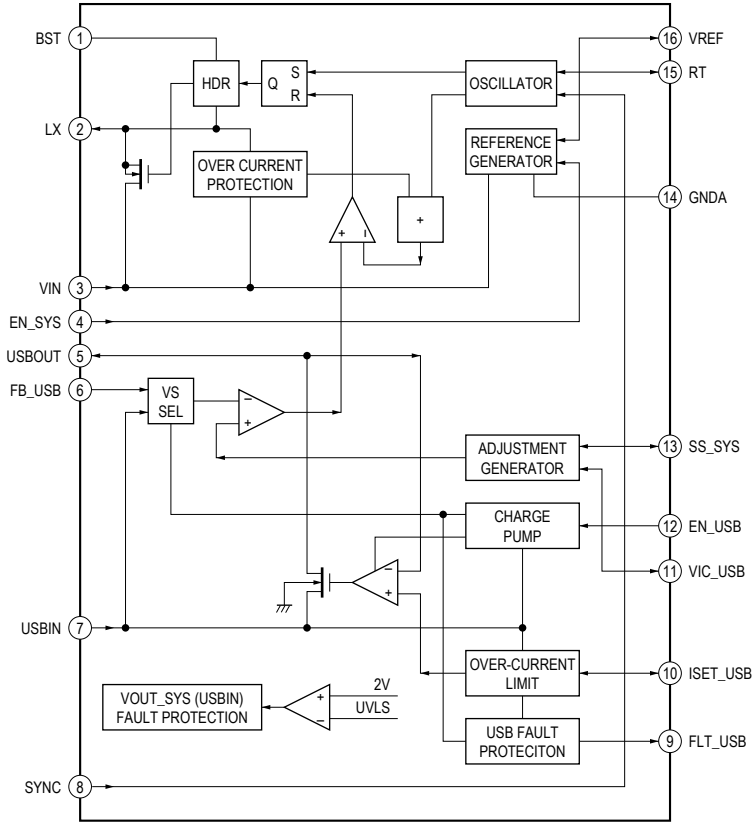 BST 1
16 VREF
15 RT
HDR
Q
S
R
OSCILLATOR
LX 2
REFERENCE
GENERATOR
OVER CURRENT
PROTECTION
14 GNDA
+
+ –
VIN 3
EN_SYS 4
USBOUT 5
FB_USB 6
VS
SEL
–
+
ADJUSTMENT
GENERATOR
13 SS_SYS
CHARGE
PUMP
12 EN_USB
11 VIC_USB
–
+
USBIN 7
OVER-CURRENT
LIMIT
10 ISET_USB
VOUT_SYS (USBIN)
FAULT PROTECTION
+
–
2V
UVLS
USB FAULT
PROTECITON
9 FLT_USB
SYNC 8